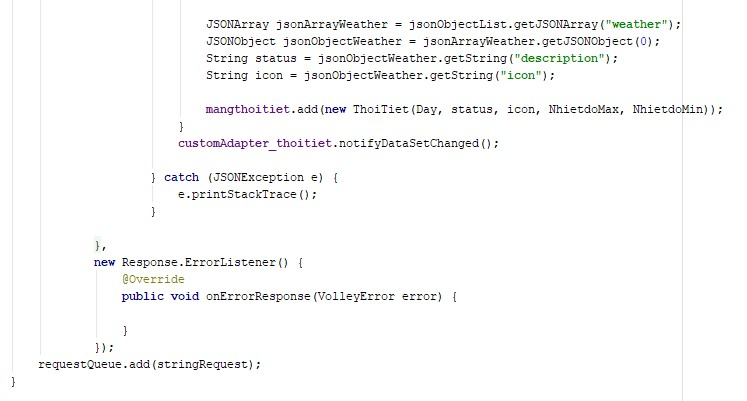 JSONArray jsonArrayWeather = jsonObjectList.getJSONArray("weather");
JSONObject jsonObjectWeather = jsonArrayWeather.getJSONObject(0);
String status = jsonObjectWeather.getString("description");
String icon = jsonObjectWeather.getString("icon");
mangthoitiet.add(new ThoiTiet(Day, status, icon, NhietdoMax, NhietdoMin));
}
customAdapter_thoitiet.notifyDataSetChanged();
} catch (JSONException e) {
e.printStackTrace();
}
},
new Response.ErrorListener() {
@Override
public void onErrorResponse(VolleyError error) {
}
});
requestQueue.add(stringRequest);
}